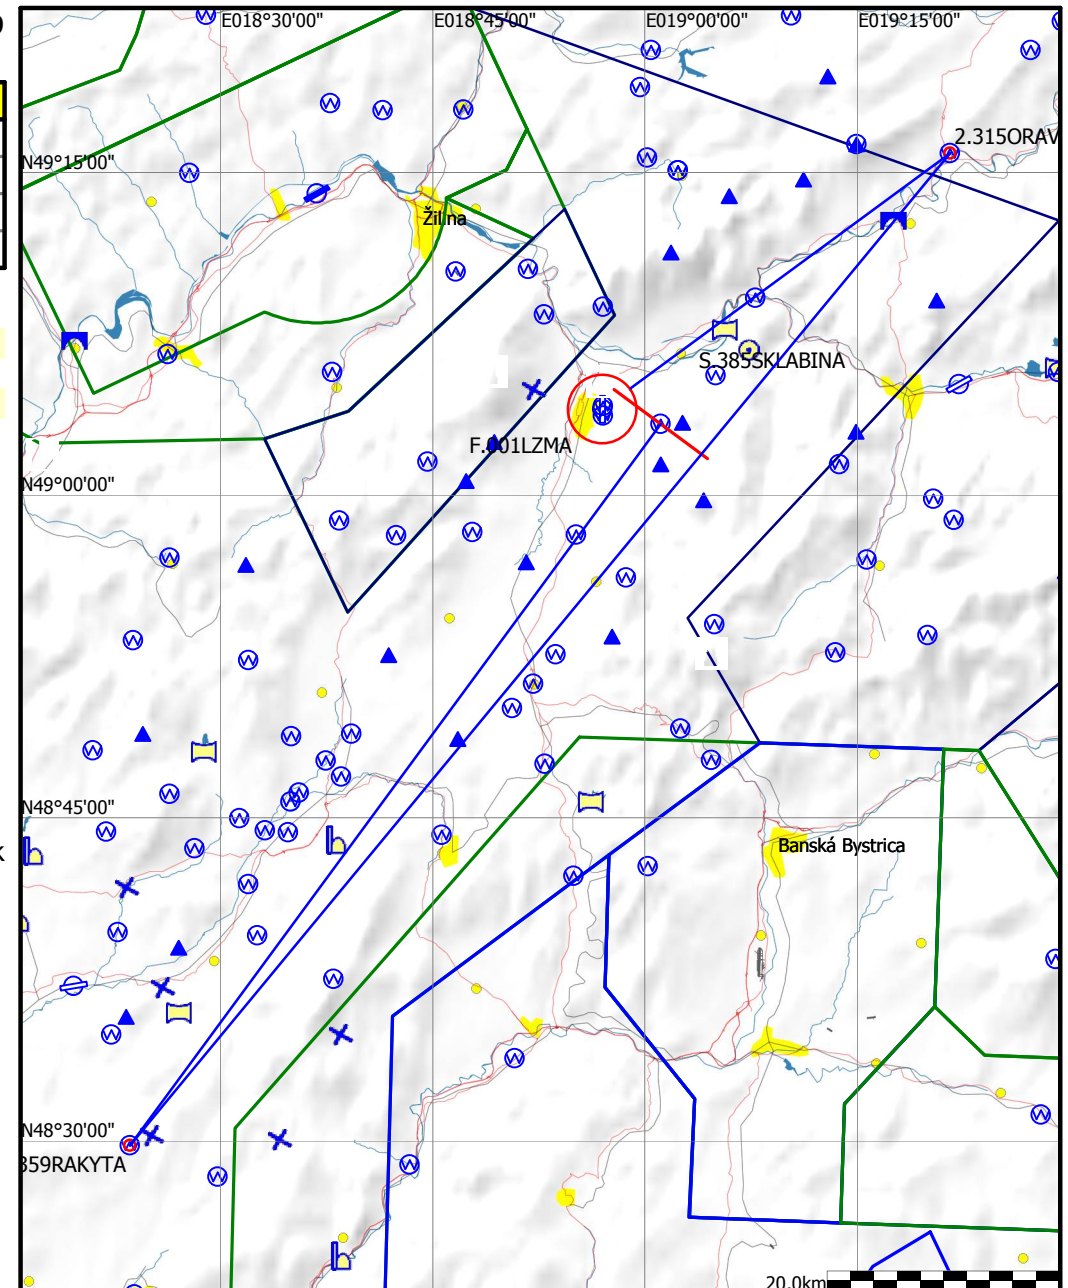 E018°30'00"
E018°45'00"
E019°00'00"
E019°15'00"
2.315ORAV
N49°15'00"
Žilina
S.385SKLABINA
F.001LZMA
N49°00'00"
N48°45'00"
Banská Bystrica
k
N48°30'00"
359RAKYTA
20.0km